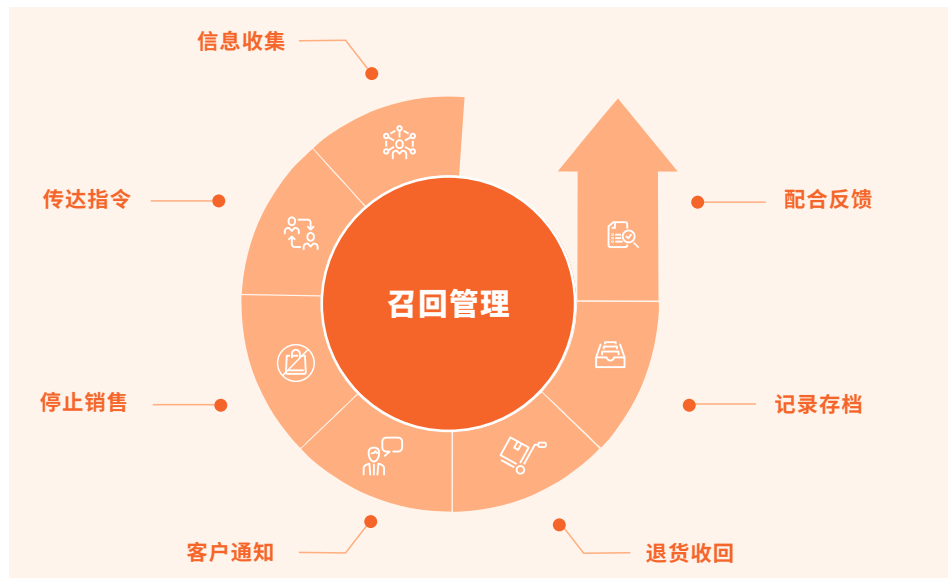 信息收集
传达指令
停止销售
客户通知
退货收回
记录存档
配合反馈
召回管理